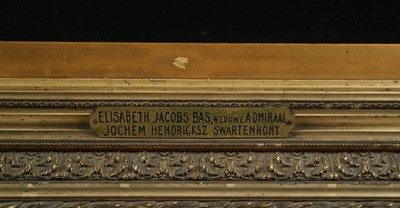 ELISABETH JACOBS BAS, WEDUWE ADMIRAAL
JOCHEM HENDRICKSZ SWARTENHONT